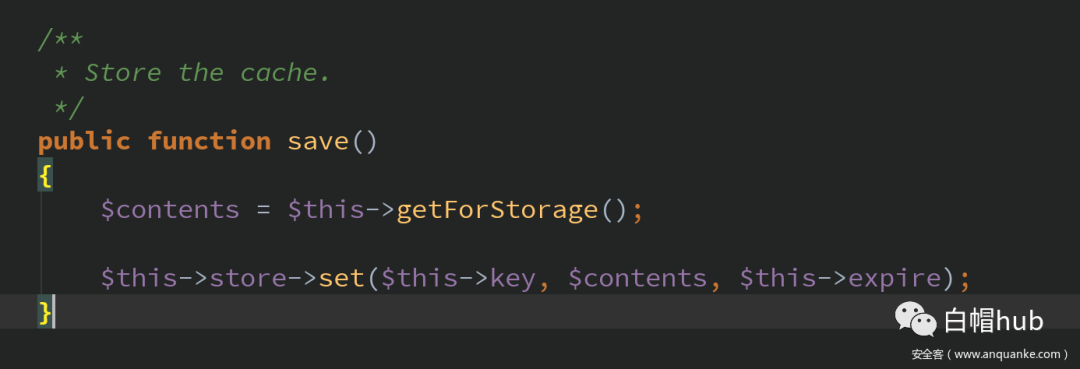 /**
 * Store the cache.
 */
public function save()
{
    $contents = $this->getForStorage();
    $this->store->set($this->key, $contents, $this->expire);
}
白帽hub
安全客（www.anquanke.com）